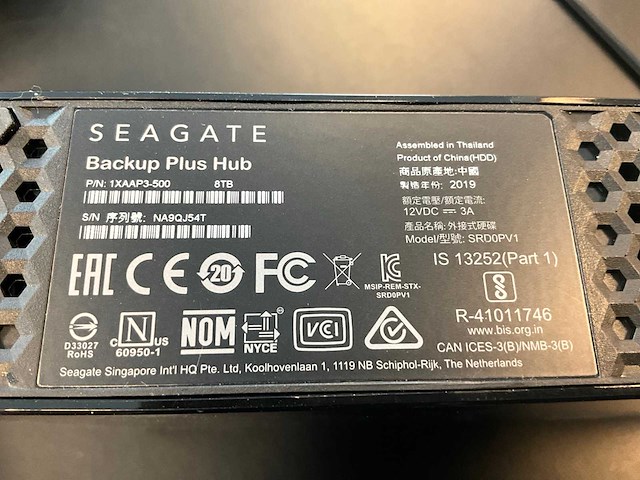 SEAGATE
Backup Plus Hub
P/N: 1XAAP3-500 8TB
S/N 序列號: NA9QJ54T
Assembled in Thailand
Product of China(HDD)
商品原產地:中國
製造年份: 2019
額定電壓/額定電流:
12VDC ⎓ 3A
產品名稱: 外接式硬碟
Model/型號: SRD0PV1
EAC CE 20 FC
MSIP-REM-STX-
SRD0PV1
IS 13252(Part 1)
R-41011746
www.bis.org.in
CAN ICES-3(B)/NMB-3(B)
D33027
RoHS
C N US
60950-1
NOM
NYCE
VCI
Seagate Singapore Int'l HQ Pte. Ltd, Koolhovenlaan 1, 1119 NB Schiphol-Rijk, The Netherlands